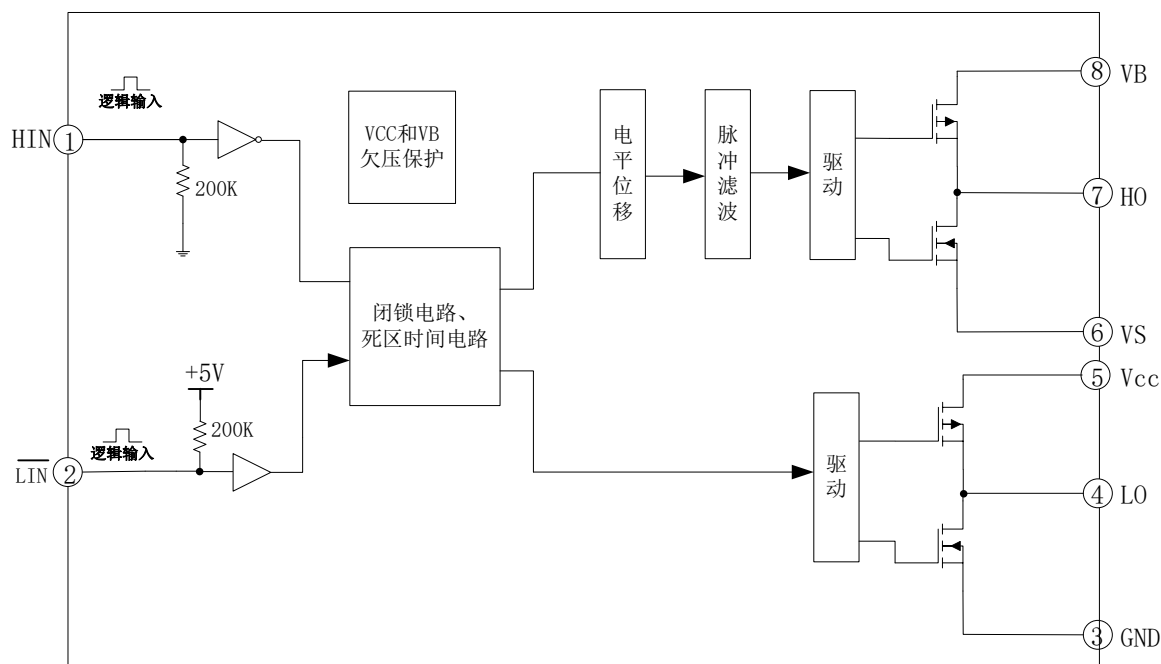 逻辑输入
HIN
1
200K
VCC和VB
欠压保护
电平位移
脉冲滤波
驱动
8
VB
7
HO
6
VS
闭锁电路、
死区时间电路
+5V
200K
逻辑输入
LIN
2
驱动
5
Vcc
4
LO
3
GND